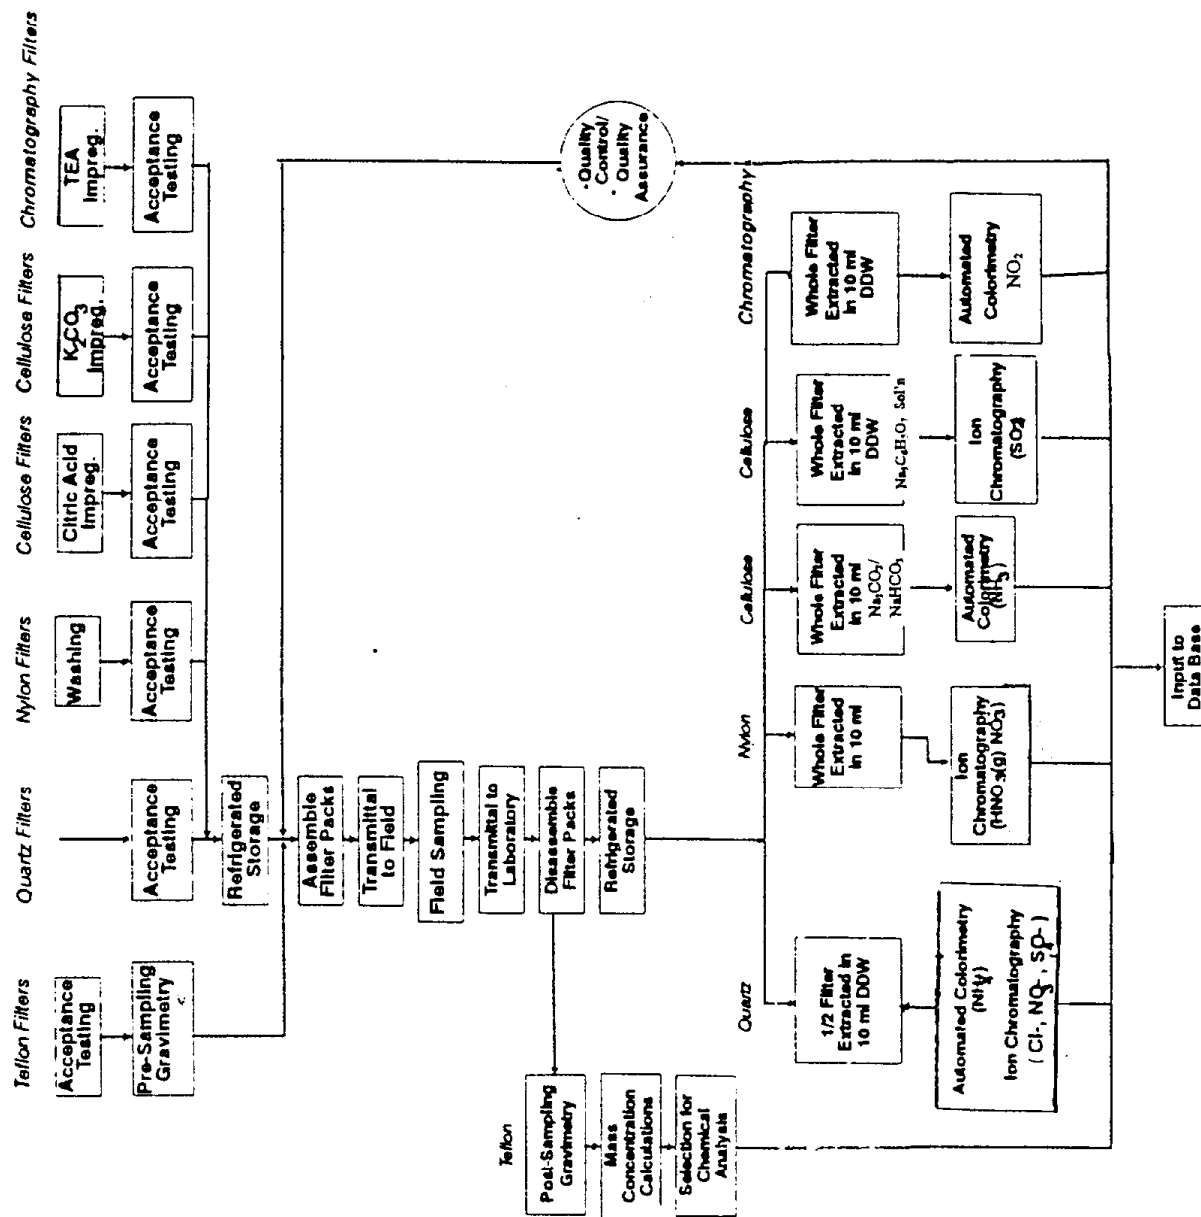 Teflon Filters
Quartz Filters
Nylon Filters
Cellulose Filters
Cellulose Filters
Chromatography Filters
Acceptance
Testing
Washing
Citric Acid
Impreg.
K2CO3
Impreg.
TEA
Impreg.
Pre-Sampling
Gravimetry
<
Acceptance
Testing
Acceptance
Testing
Acceptance
Testing
Acceptance
Testing
Acceptance
Testing
Refrigerated
Storage
Assemble
Filter Packs
Transmittal
to Field
Field Sampling
Transmittal to
Laboratory
Disassemble
Filter Packs
Refrigerated
Storage
• Quality
Control/
• Quality
Assurance
Teflon
Post-Sampling
Gravimetry
Mass
Concentration
Calculations
Selection for
Chemical
Analysis
Quartz
Nylon
Cellulose
Cellulose
Chromatography
1/2 Filter
Extracted in
10 ml DDW
Whole Filter
Extracted
in 10 ml
Whole Filter
Extracted
in 10 ml
Na2CO3/
NaHCO3
Whole Filter
Extracted
in 10 ml
DDW
Sol'n
Whole Filter
Extracted
in 10 ml
DDW
Automated Colorimetry
(NH4)
Ion Chromatography
(Cl-, NO3-, SO4-)
Ion
Chromatography
(HNO3(g) NO3)
Automated
Colorimetry
(NH3)
Ion
Chromatography
(SO2)
Automated
Colorimetry
NO2
Input to
Data Base